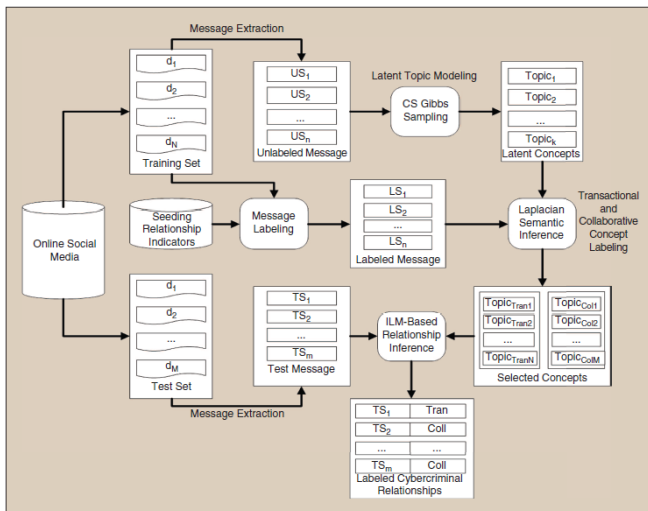 Message Extraction
d1
d2
...
dN
Training Set
US1
US2
...
USn
Unlabeled Message
Latent Topic Modeling
CS Gibbs
Sampling
Topic1
Topic2
...
Topick
Latent Concepts
Online Social
Media
Seeding
Relationship
Indicators
Message
Labeling
LS1
LS2
...
LSn
Labeled Message
Laplacian
Semantic
Inference
Transactional
and
Collaborative
Concept
Labeling
d1
d2
...
dM
Test Set
Message Extraction
TS1
TS2
...
TSm
Test Message
ILM-Based
Relationship
Inference
TopicTran1 TopicCol1
TopicTran2 TopicCol2
... ...
TopicTranN TopicColM
Selected Concepts
TS1 Tran
TS2 Coll
... ...
TSm Coll
Labeled Cybercriminal
Relationships